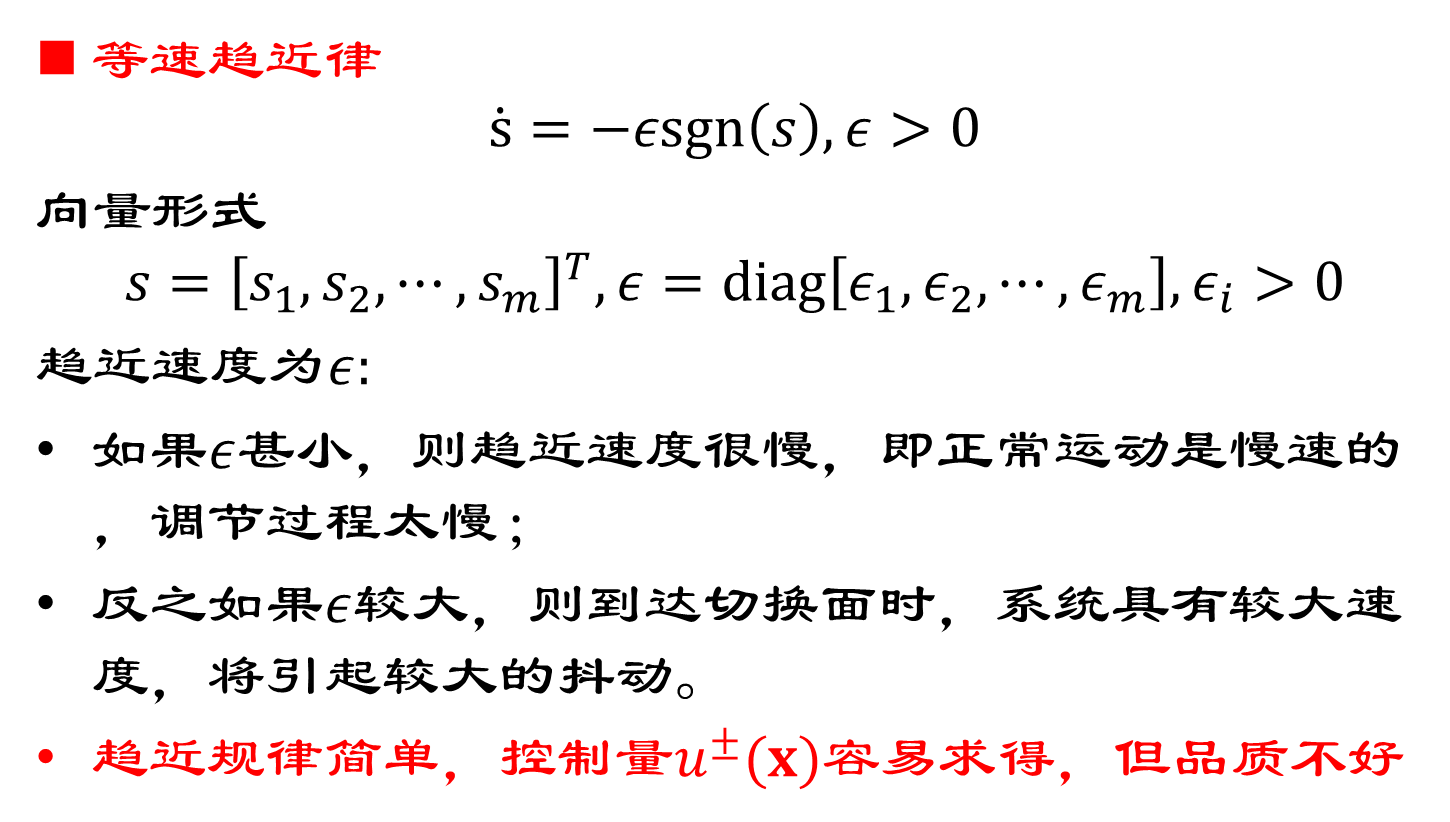 ■ 等速趋近律
ṡ = −ϵsgn(s), ϵ > 0
向量形式
s = [s₁, s₂, ⋯ , sₘ]ᵀ, ϵ = diag[ϵ₁, ϵ₂, ⋯ , ϵₘ], ϵᵢ > 0
趋近速度为ϵ:
• 如果ϵ甚小，则趋近速度很慢，即正常运动是慢速的
，调节过程太慢；
• 反之如果ϵ较大，则到达切换面时，系统具有较大速
度，将引起较大的抖动。
• 趋近规律简单，控制量u^±(𝐱)容易求得，但品质不好